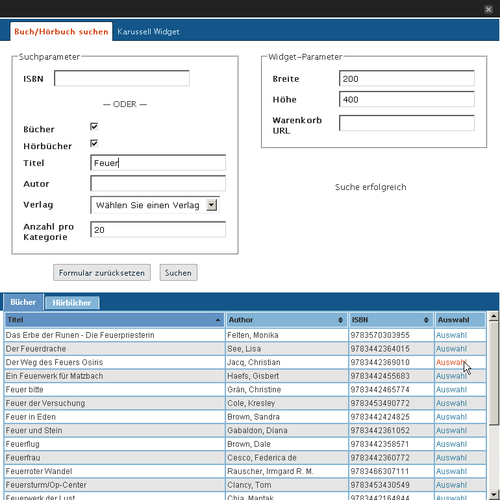 Buch/Hörbuch suchen Karussell Widget
Suchparameter
ISBN
— ODER —
Bücher
Hörbücher
Titel Feuer
Autor
Verlag Wählen Sie einen Verlag
Anzahl pro
Kategorie 20
Formular zurücksetzen Suchen
Widget-Parameter
Breite 200
Höhe 400
Warenkorb
URL
Suche erfolgreich
Bücher Hörbücher
Titel Author ISBN Auswahl
Das Erbe der Runen - Die Feuerpriesterin Felten, Monika 9783570303955 Auswahl
Der Feuerdrache See, Lisa 9783442364015 Auswahl
Der Weg des Feuers Osiris Jacq, Christian 9783442369010 Auswahl
Ein Feuerwerk für Matzbach Haefs, Gisbert 9783442455683 Auswahl
Feuer bitte Grän, Christine 9783442465774 Auswahl
Feuer der Versuchung Cole, Kresley 9783453490772 Auswahl
Feuer in Eden Brown, Sandra 9783442424825 Auswahl
Feuer und Stein Gabaldon, Diana 9783442361052 Auswahl
Feuerflug Brown, Dale 9783442358571 Auswahl
Feuerfrau Cesco, Federica de 9783442360772 Auswahl
Feuerroter Wandel Rauscher, Irmgard R. M. 9783466307111 Auswahl
Feuersturm/Op-Center Clancy, Tom 9783453430549 Auswahl
Feuerwerk der Lust Chia, Mantak 9783442164844 Auswahl